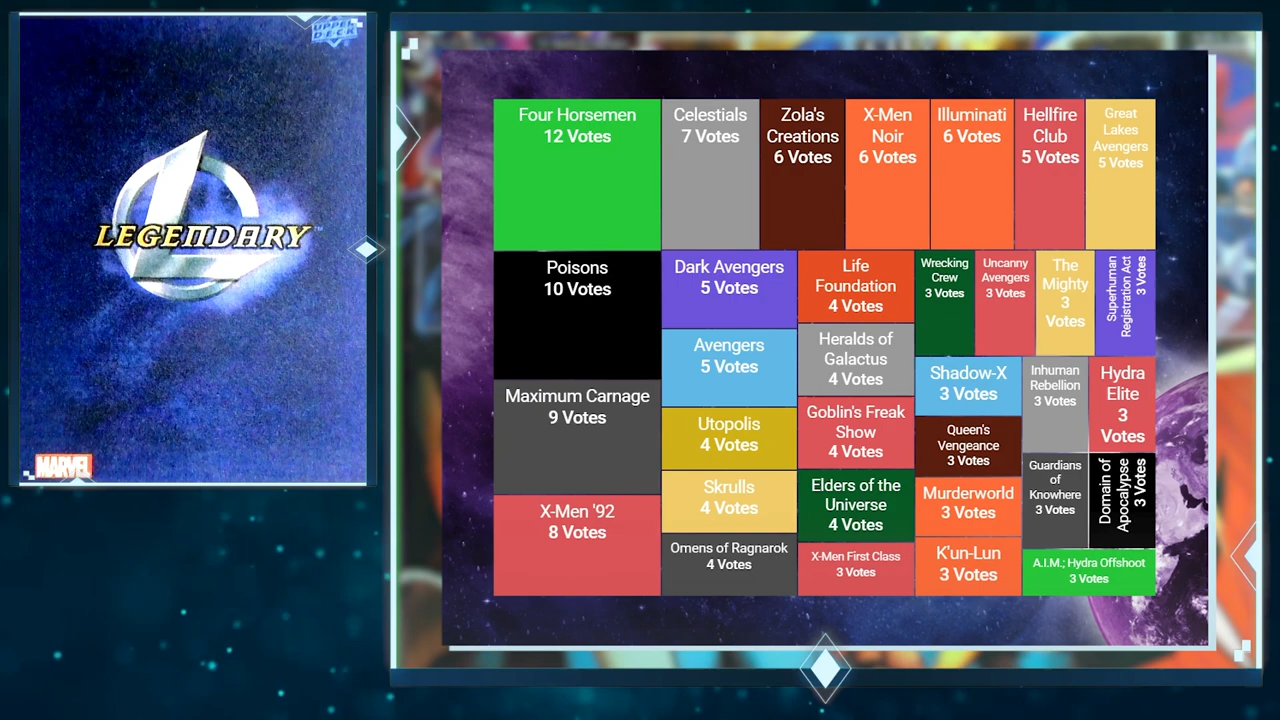 UPPER DECK
LEGENDARY
MARVEL
Four Horsemen
12 Votes
Celestials
7 Votes
Zola's
Creations
6 Votes
X-Men
Noir
6 Votes
Illuminati
6 Votes
Hellfire
Club
5 Votes
Great
Lakes
Avengers
5 Votes
Poisons
10 Votes
Maximum Carnage
9 Votes
X-Men '92
8 Votes
Dark Avengers
5 Votes
Avengers
5 Votes
Utopolis
4 Votes
Skrulls
4 Votes
Omens of Ragnarok
4 Votes
Life
Foundation
4 Votes
Heralds of
Galactus
4 Votes
Goblin's Freak
Show
4 Votes
Elders of the
Universe
4 Votes
X-Men First Class
3 Votes
Wrecking
Crew
3 Votes
Uncanny
Avengers
3 Votes
The
Mighty
3
Votes
Superhuman
Registration Act
3 Votes
Shadow-X
3 Votes
Queen's
Vengeance
3 Votes
Murderworld
3 Votes
K'un-Lun
3 Votes
Inhuman
Rebellion
3 Votes
Hydra
Elite
3
Votes
Guardians
of
Knowhere
3 Votes
Domain of
Apocalypse
3 Votes
A.I.M.; Hydra Offshoot
3 Votes